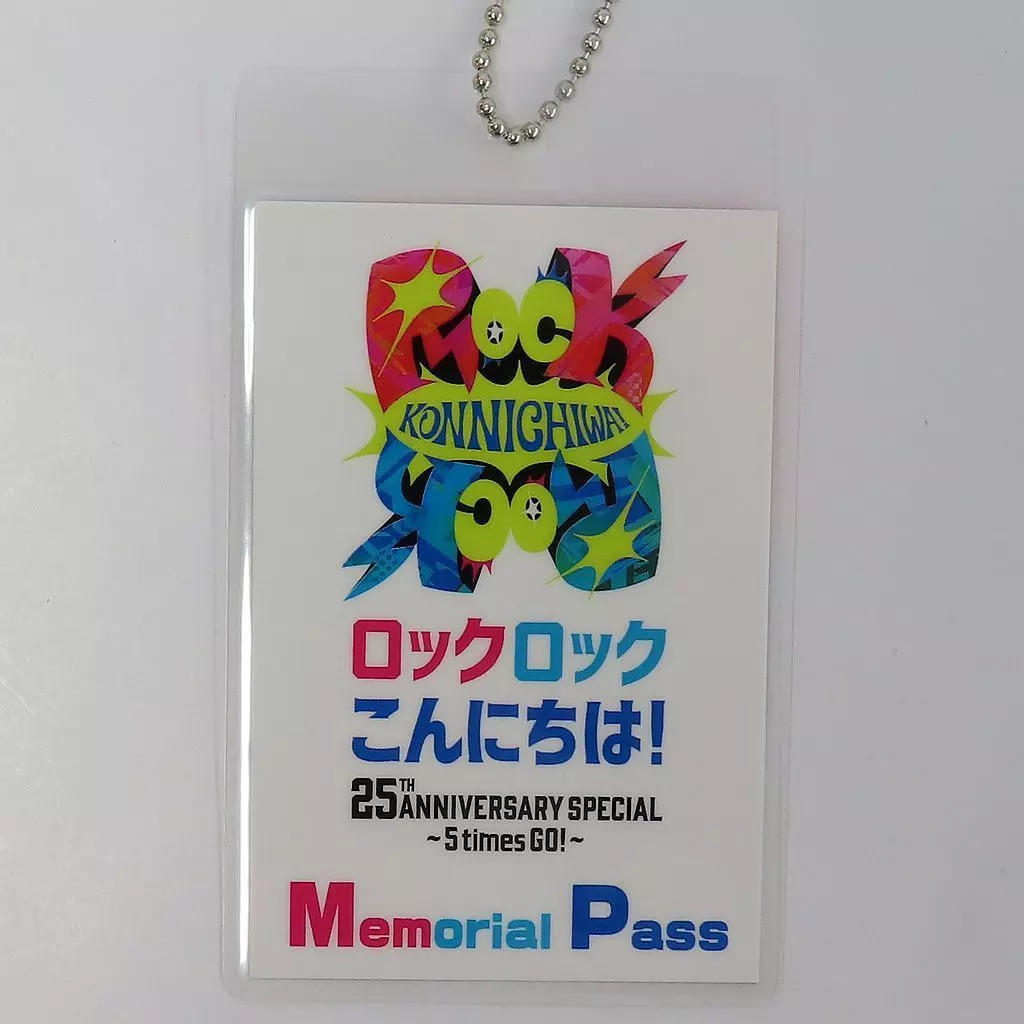 ROCK
KONNICHIWA!
ROCK
ロックロック
こんにちは!
25TH ANNIVERSARY SPECIAL
~5 times GO!~
Memorial Pass